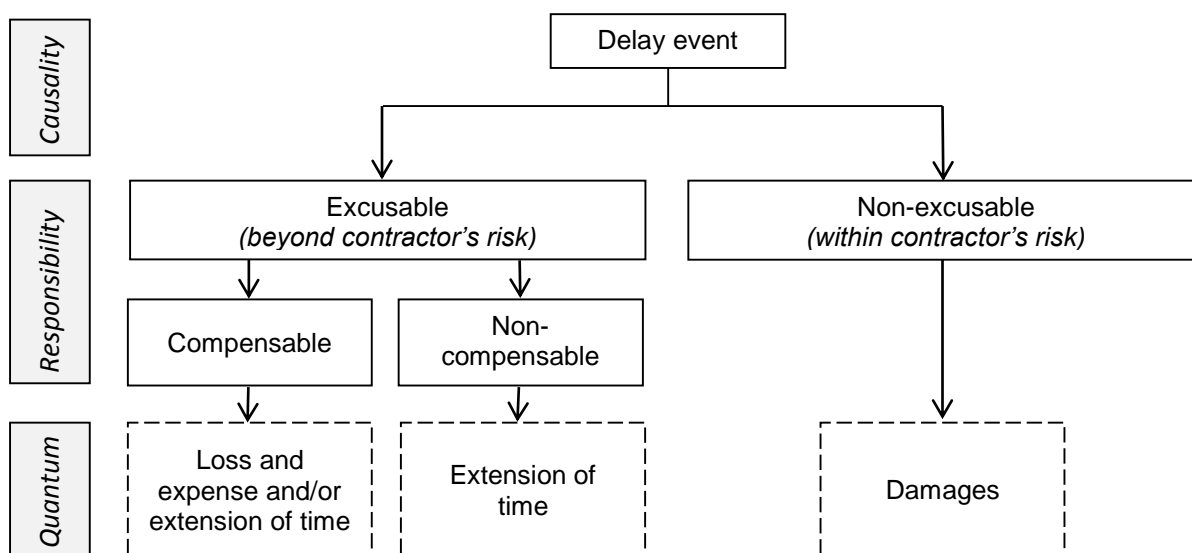 Causality
Delay event
Responsibility
Excusable
(beyond contractor's risk)
Non-excusable
(within contractor's risk)
Compensable
Non-
compensable
Quantum
Loss and
expense and/or
extension of time
Extension of
time
Damages